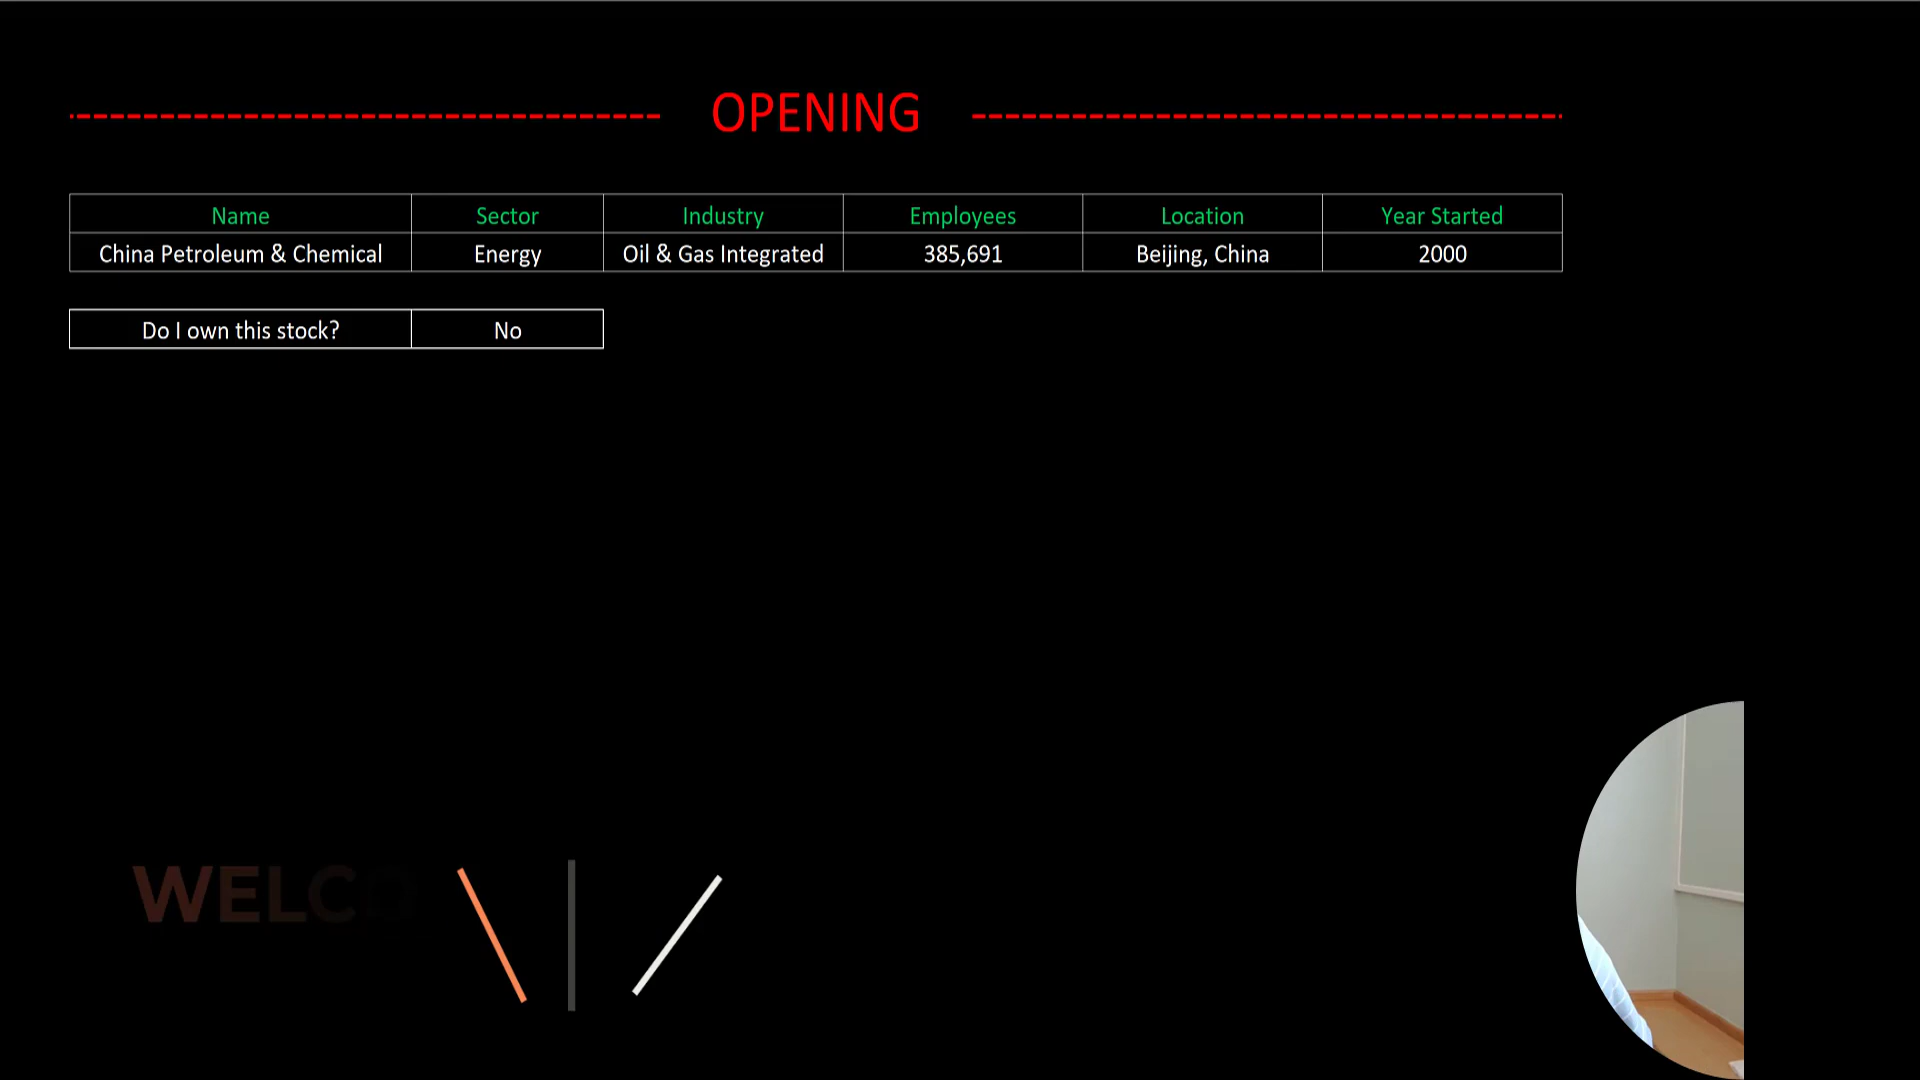 OPENING
Name Sector Industry Employees Location Year Started
China Petroleum & Chemical Energy Oil & Gas Integrated 385,691 Beijing, China 2000
Do I own this stock? No
WELCO